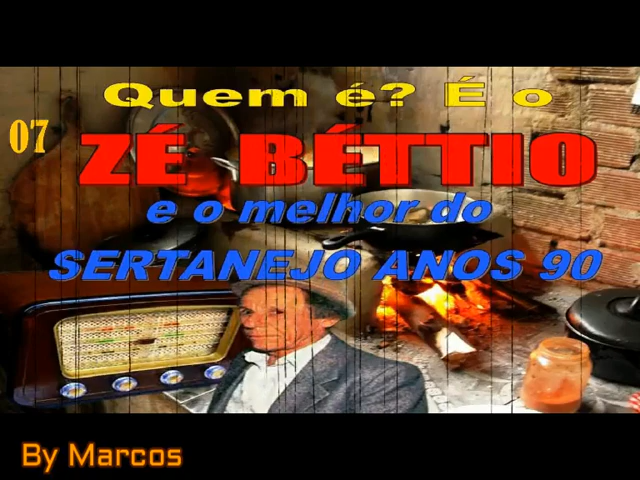 Quem é? É o
07
ZÉ BÉTTIO
e o melhor do
SERTANEJO ANOS 90
By Marcos